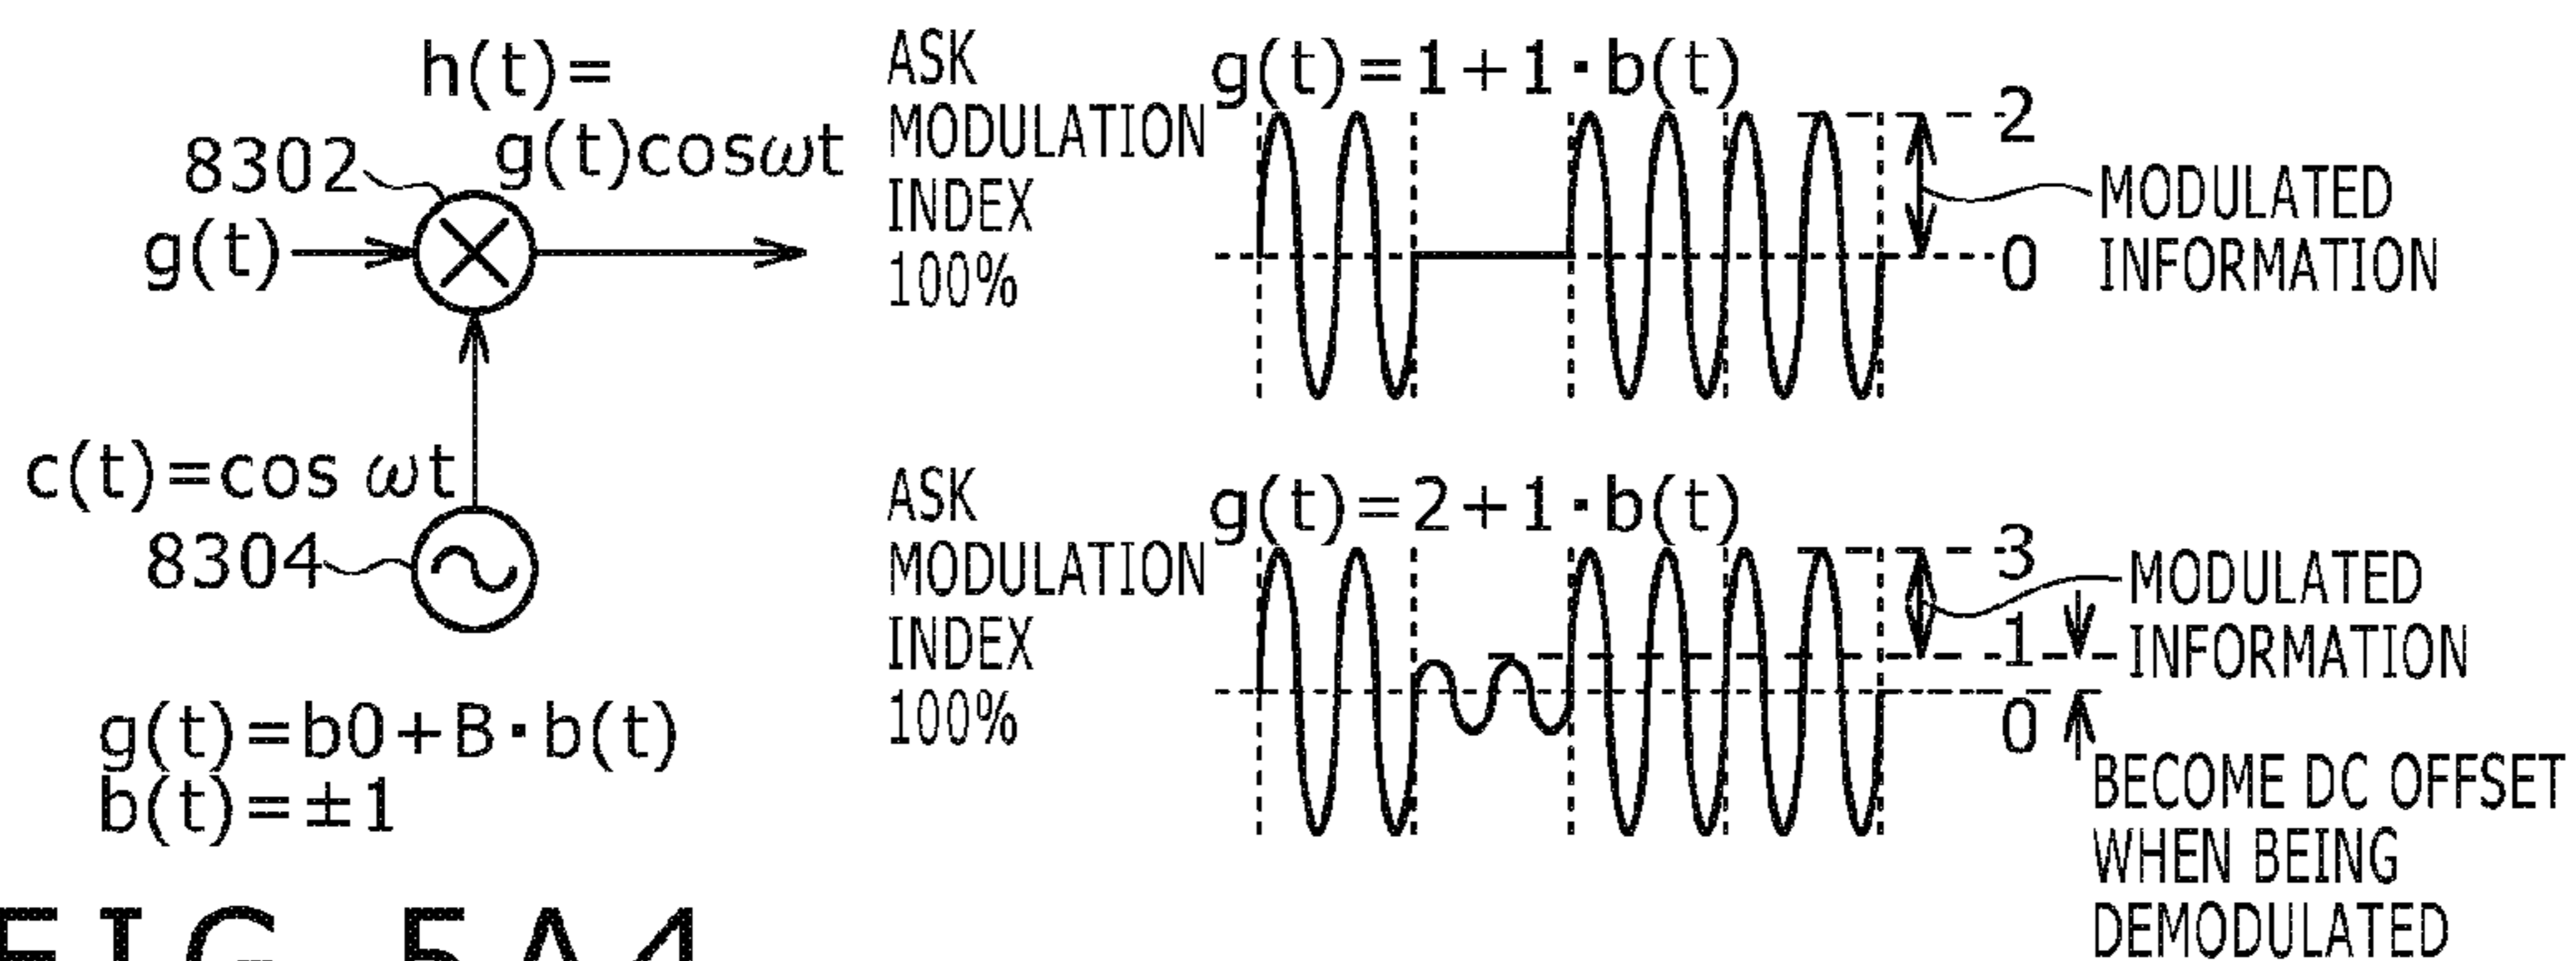 h(t)=
g(t)cosωt
8302
g(t)
c(t)=cos ωt
8304
g(t)=b0+B·b(t)
b(t)=±1
ASK
MODULATION
INDEX
100%
g(t)=1+1·b(t)
2
0
MODULATED
INFORMATION
ASK
MODULATION
INDEX
100%
g(t)=2+1·b(t)
3
1
0
MODULATED
INFORMATION
BECOME DC OFFSET
WHEN BEING
DEMODULATED
FIG. 5A4